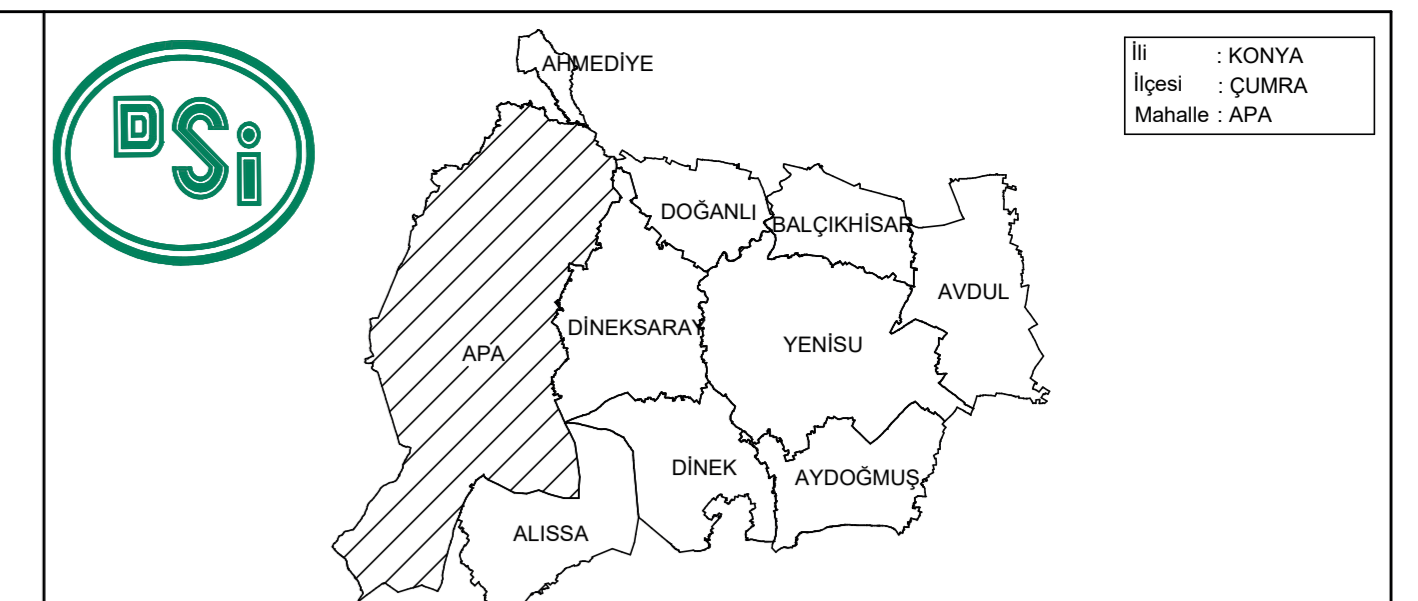 DSi
İli : KONYA
İlçesi : ÇUMRA
Mahalle : APA
AHMEDİYE
DOĞANLI
BALÇIKHİSAR
AVDUL
DİNEKSARAY
YENİSU
APA
DİNEK
AYDOĞMUŞ
ALISSA